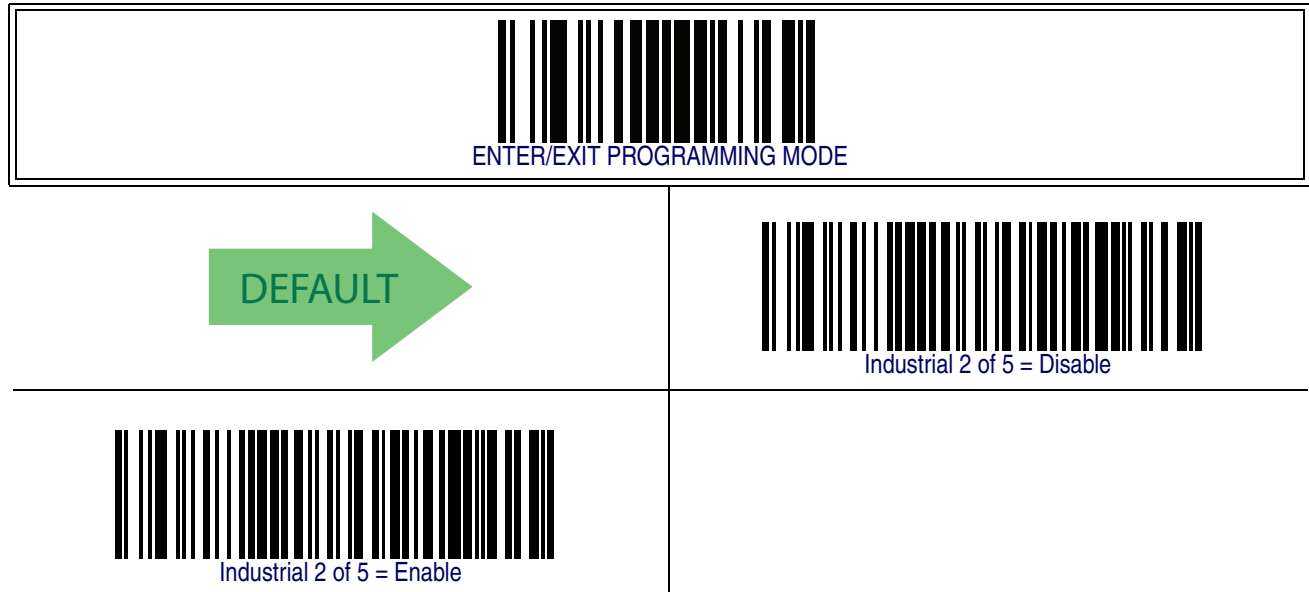 ENTER/EXIT PROGRAMMING MODE
DEFAULT
Industrial 2 of 5 = Disable
Industrial 2 of 5 = Enable